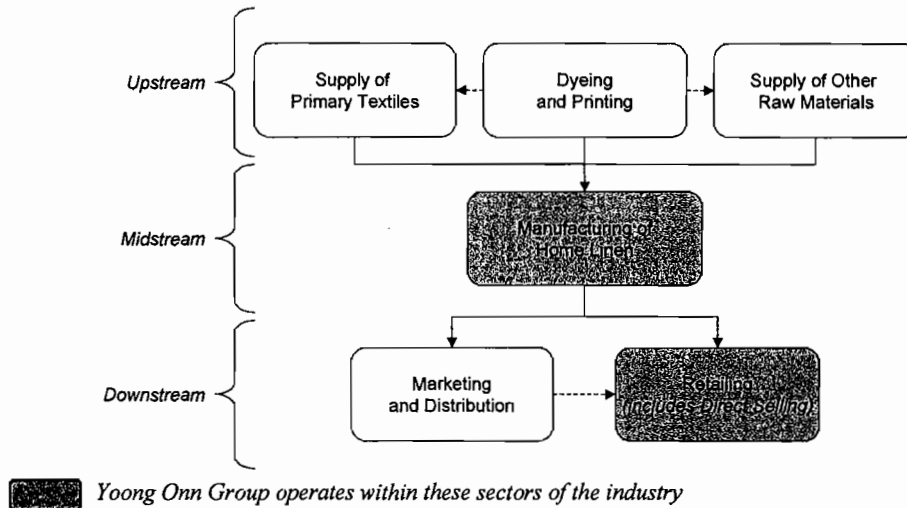 Upstream
Supply of
Primary Textiles
Dyeing
and Printing
Supply of Other
Raw Materials
Midstream
Manufacturing of
Home Linen
Downstream
Marketing
and Distribution
Retailing
(Includes Direct Selling)
Yoong Onn Group operates within these sectors of the industry